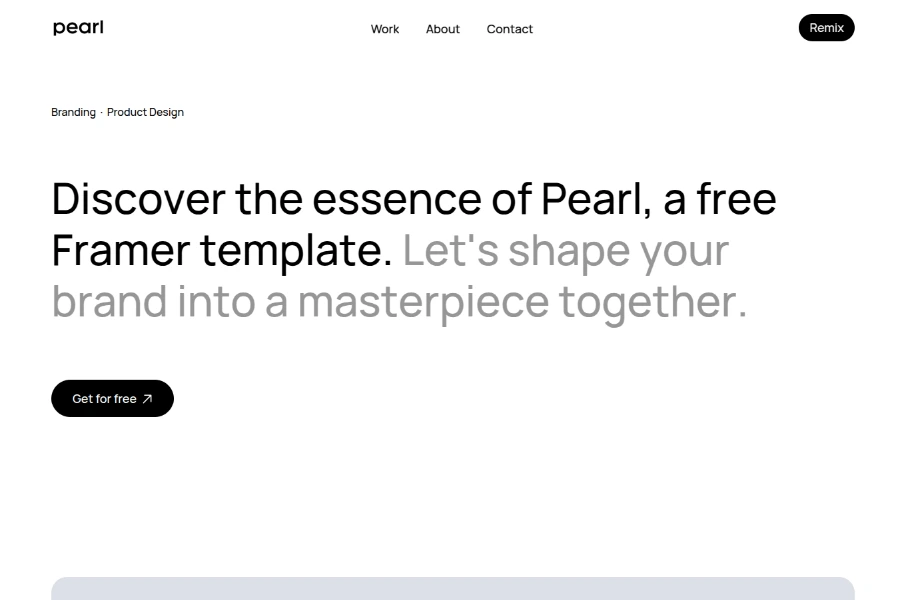 pearl
Work
About
Contact
Remix
Branding · Product Design
Discover the essence of Pearl, a free
Framer template. Let's shape your
brand into a masterpiece together.
Get for free